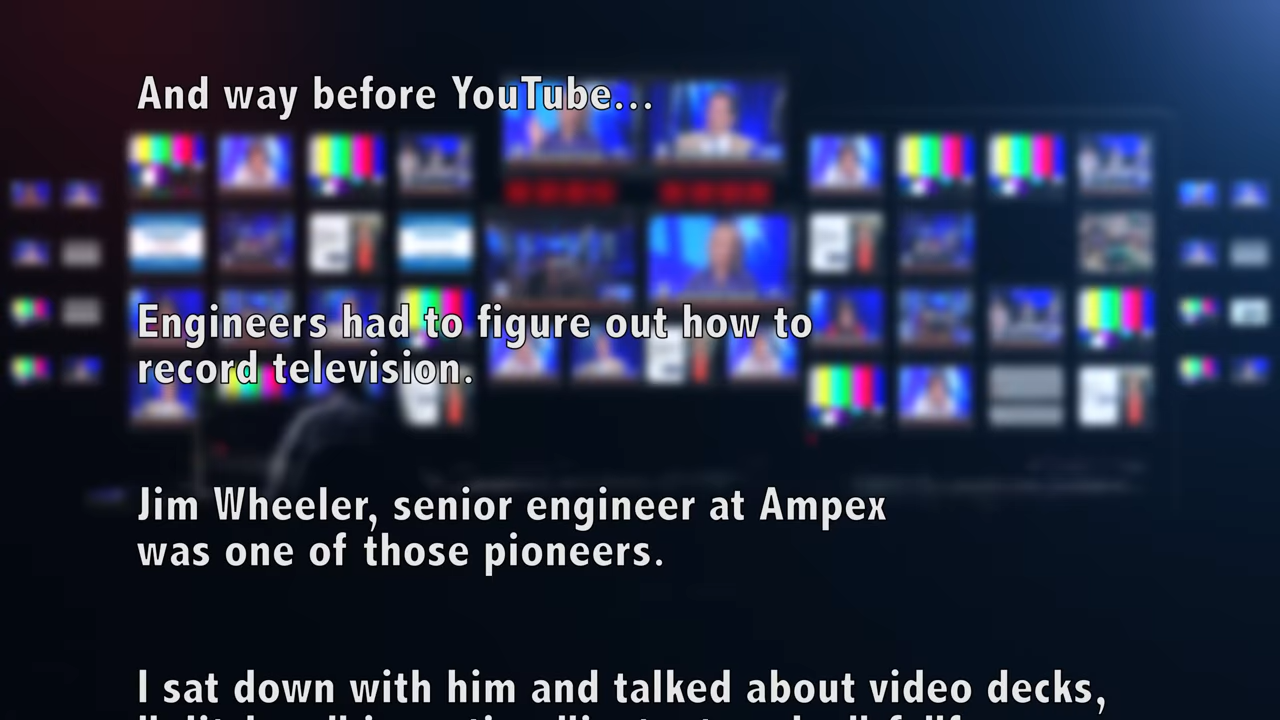 And way before YouTube...
Engineers had to figure out how to
record television.
Jim Wheeler, senior engineer at Ampex
was one of those pioneers.
I sat down with him and talked about video decks,